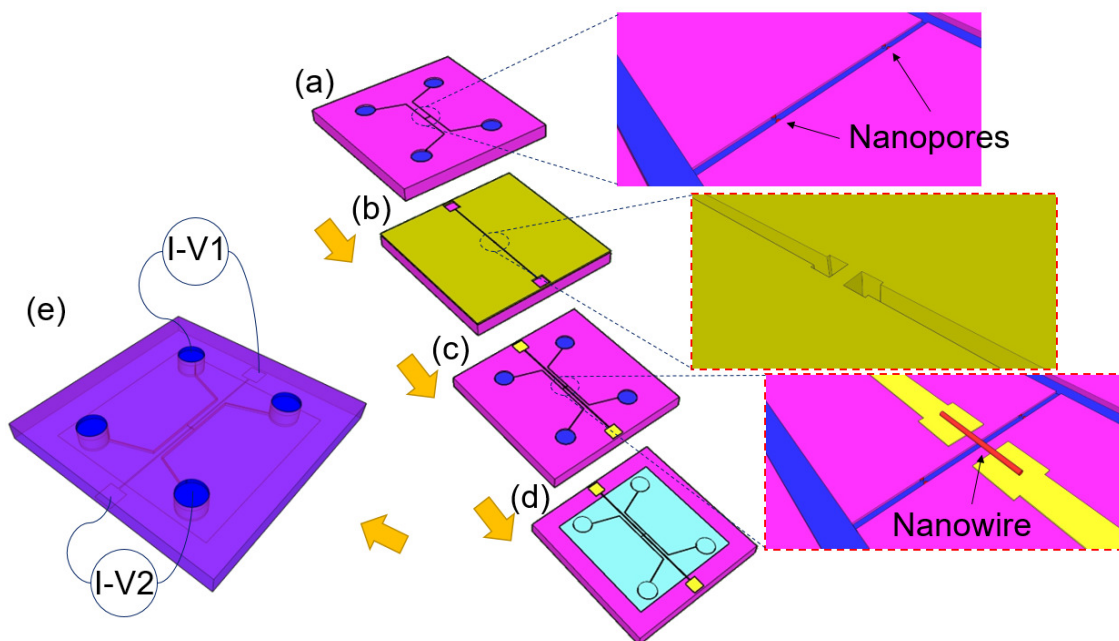 (a)
Nanopores
(b)
I-V1
(e)
(c)
(d)
Nanowire
I-V2